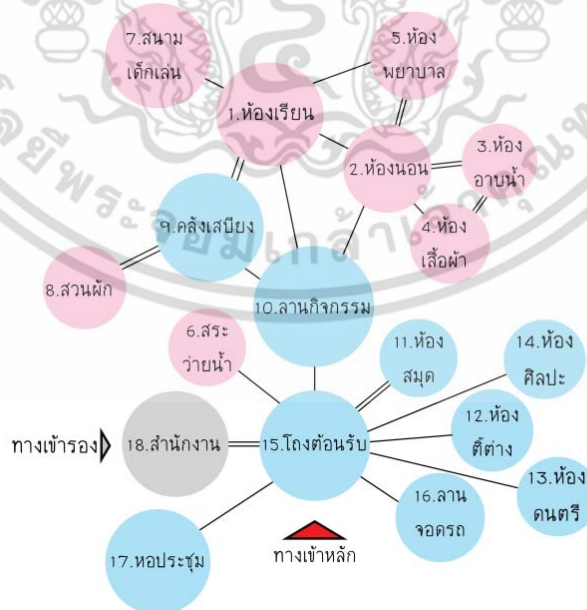 7.สนาม
เด็กเล่น
5.ห้อง
พยาบาล
1.ห้องเรียน
3.ห้อง
อาบน้ำ
2.ห้องนอน
9.คลังเสบียง
4.ห้อง
เสื้อผ้า
8.สวนผัก
10.ลานกิจกรรม
6.สระ
ว่ายน้ำ
11.ห้อง
สมุด
14.ห้อง
ศิลปะ
ทางเข้ารอง
18.สำนักงาน
15.โถงต้อนรับ
12.ห้อง
ติ๋ต่าง
13.ห้อง
ดนตรี
16.ลาน
จอดรถ
17.หอประชุม
ทางเข้าหลัก